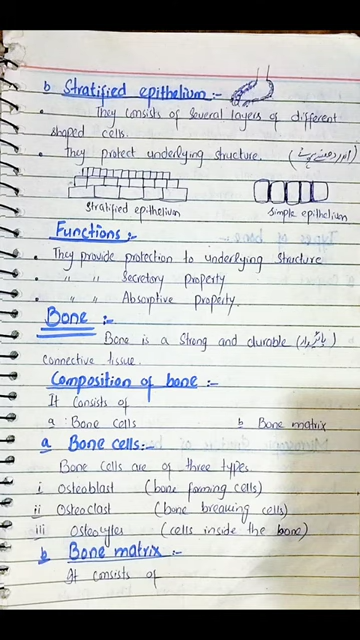 b Stratified epithelium:-
• They consists of several layers of different
shaped cells.
• They protect underlying structure.
stratified epithelium simple epithelium
Functions:-
• They provide protection to underlying structure
• " " Secretory Property
• " " Absorptive property.
Bone:-
Bone is a strong and durable (پائیدار)
connective tissue.
Composition of bone:-
It consists of
a Bone cells b Bone matrix
a Bone cells:-
Bone cells are of three types
i Osteoblast (bone forming cells)
ii Osteoclast (bone breaking cells)
iii Osteocytes (cells inside the bone)
b Bone matrix:-
It consists of